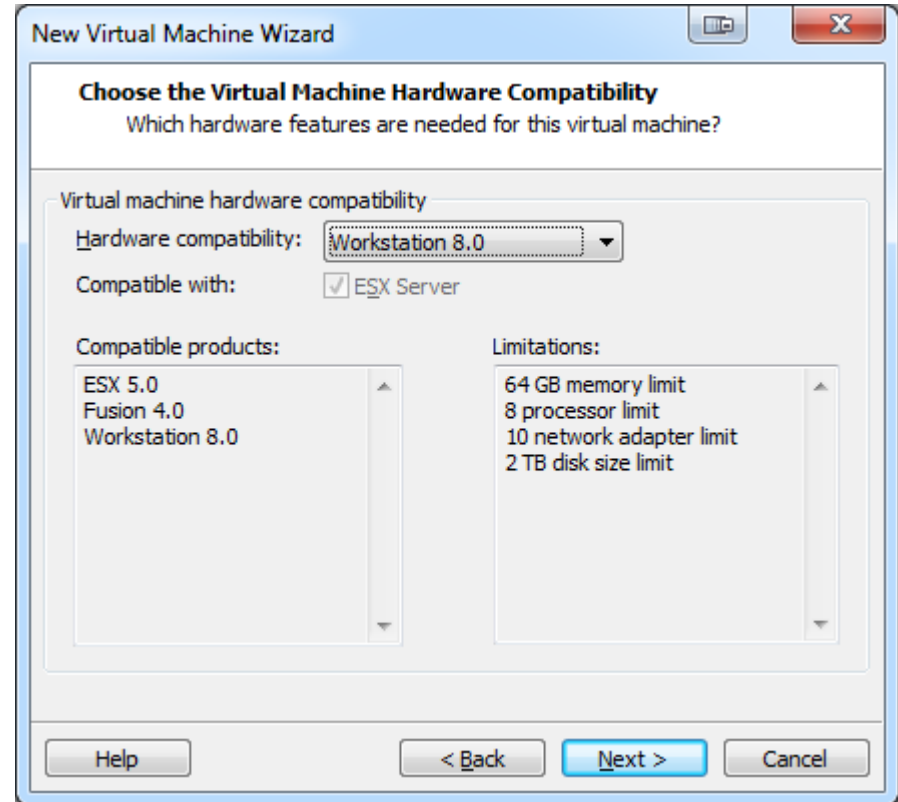 New Virtual Machine Wizard
Choose the Virtual Machine Hardware Compatibility
Which hardware features are needed for this virtual machine?
Virtual machine hardware compatibility
Hardware compatibility: Workstation 8.0
Compatible with: ESX Server
Compatible products:
ESX 5.0
Fusion 4.0
Workstation 8.0
Limitations:
64 GB memory limit
8 processor limit
10 network adapter limit
2 TB disk size limit
Help
< Back
Next >
Cancel